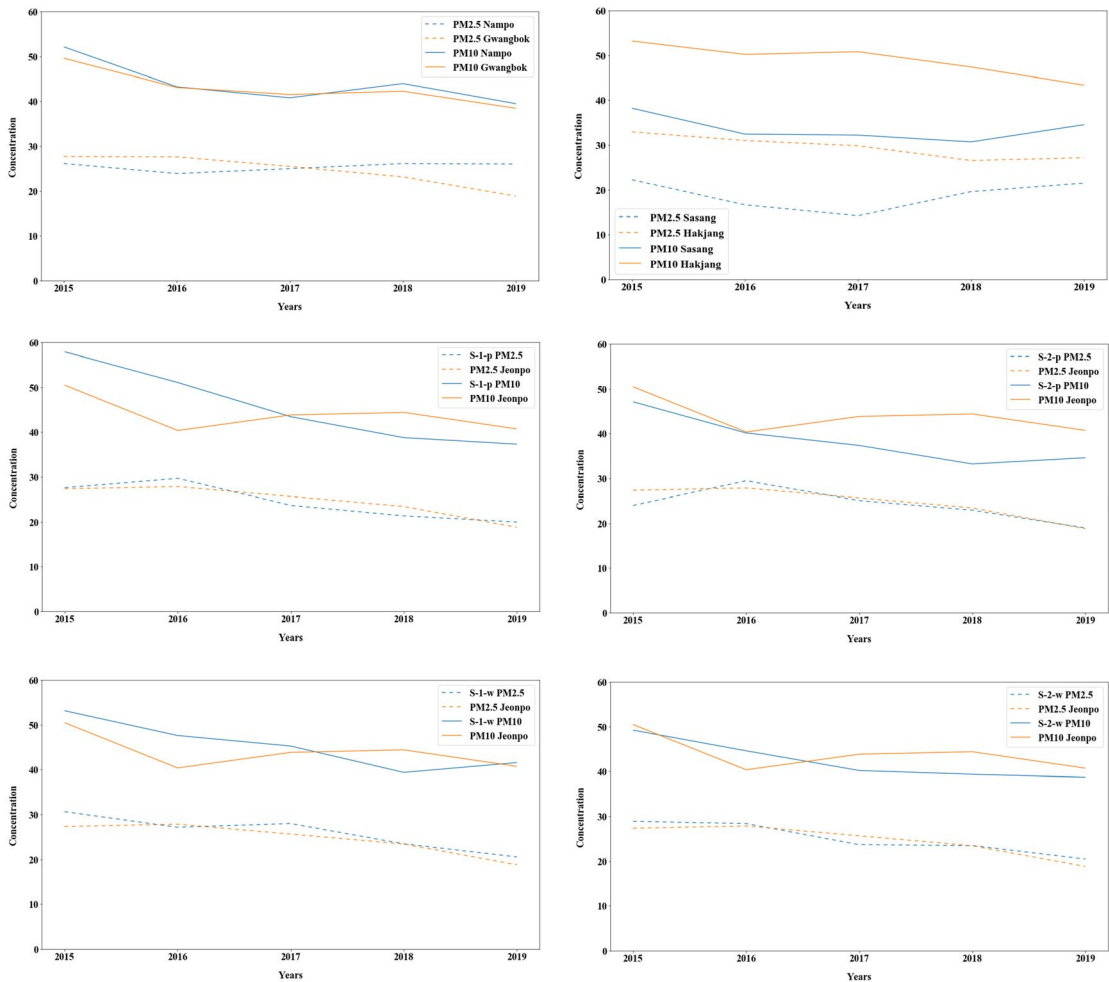 60
50
40
30
20
10
0
Concentration
PM2.5 Nampo
PM2.5 Gwangbok
PM10 Nampo
PM10 Gwangbok
2015 2016 2017 2018 2019
Years
60
50
40
30
20
10
0
Concentration
PM2.5 Sasang
PM2.5 Hakjang
PM10 Sasang
PM10 Hakjang
2015 2016 2017 2018 2019
Years
60
50
40
30
20
10
0
Concentration
S-1-p PM2.5
PM2.5 Jeonpo
S-1-p PM10
PM10 Jeonpo
2015 2016 2017 2018 2019
Years
60
50
40
30
20
10
0
Concentration
S-2-p PM2.5
PM2.5 Jeonpo
S-2-p PM10
PM10 Jeonpo
2015 2016 2017 2018 2019
Years
60
50
40
30
20
10
0
Concentration
S-1-w PM2.5
PM2.5 Jeonpo
S-1-w PM10
PM10 Jeonpo
2015 2016 2017 2018 2019
Years
60
50
40
30
20
10
0
Concentration
S-2-w PM2.5
PM2.5 Jeonpo
S-2-w PM10
PM10 Jeonpo
2015 2016 2017 2018 2019
Years